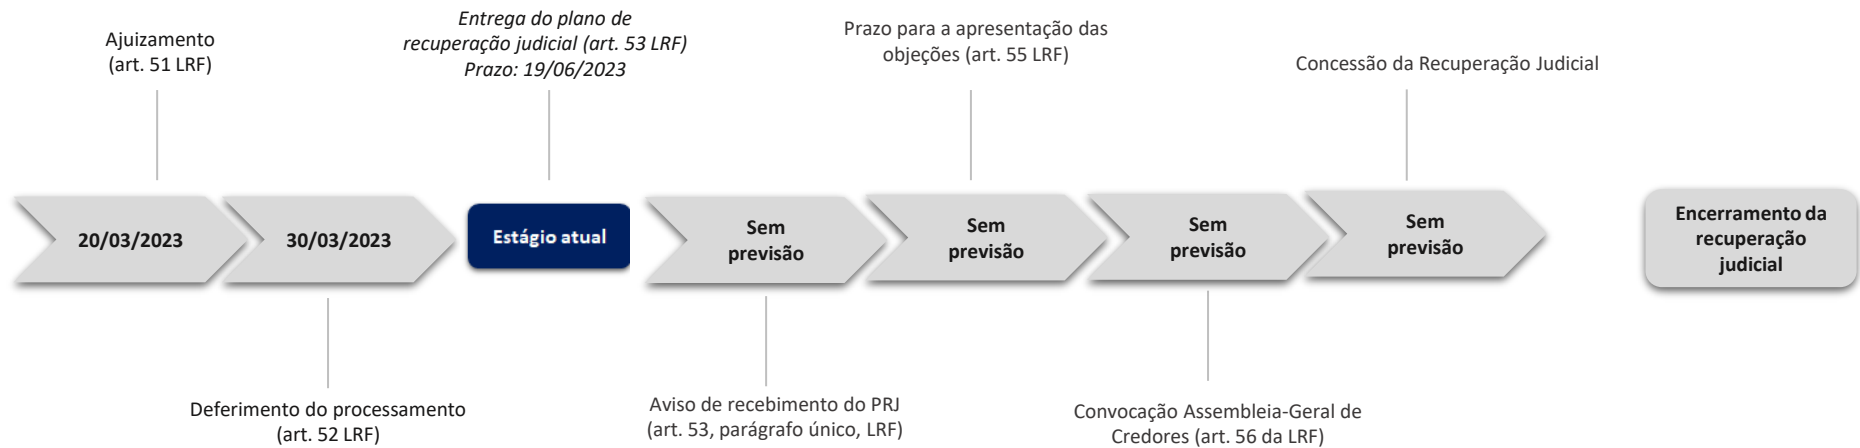 Ajuizamento
(art. 51 LRF)
Entrega do plano de
recuperação judicial (art. 53 LRF)
Prazo: 19/06/2023
Prazo para a apresentação das
objeções (art. 55 LRF)
Concessão da Recuperação Judicial
20/03/2023
30/03/2023
Estágio atual
Sem
previsão
Sem
previsão
Sem
previsão
Sem
previsão
Encerramento da
recuperação
judicial
Deferimento do processamento
(art. 52 LRF)
Aviso de recebimento do PRJ
(art. 53, parágrafo único, LRF)
Convocação Assembleia-Geral de
Credores (art. 56 da LRF)